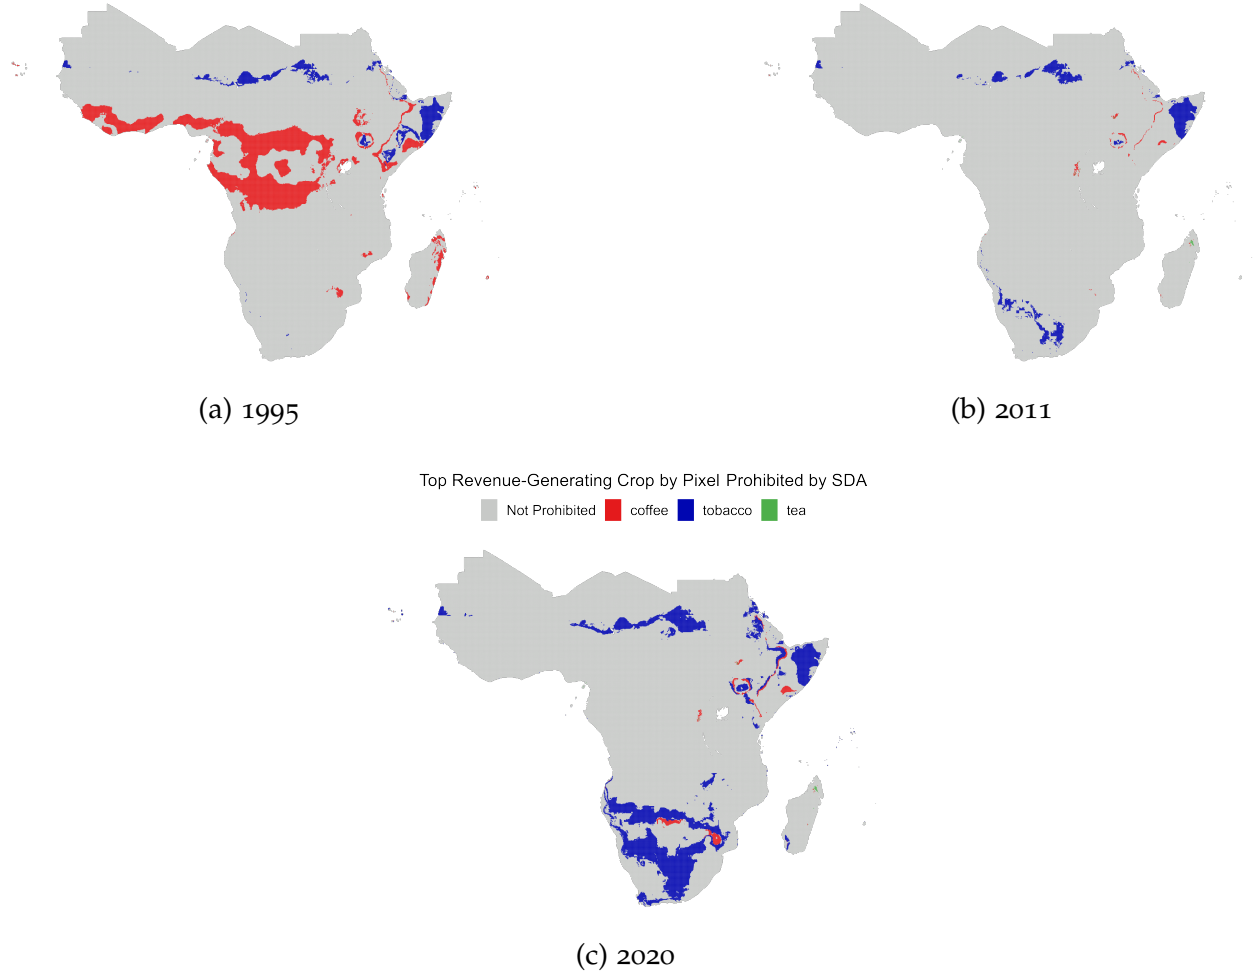 (a) 1995
(b) 2011
Top Revenue-Generating Crop by Pixel Prohibited by SDA
Not Prohibited coffee tobacco tea
(c) 2020